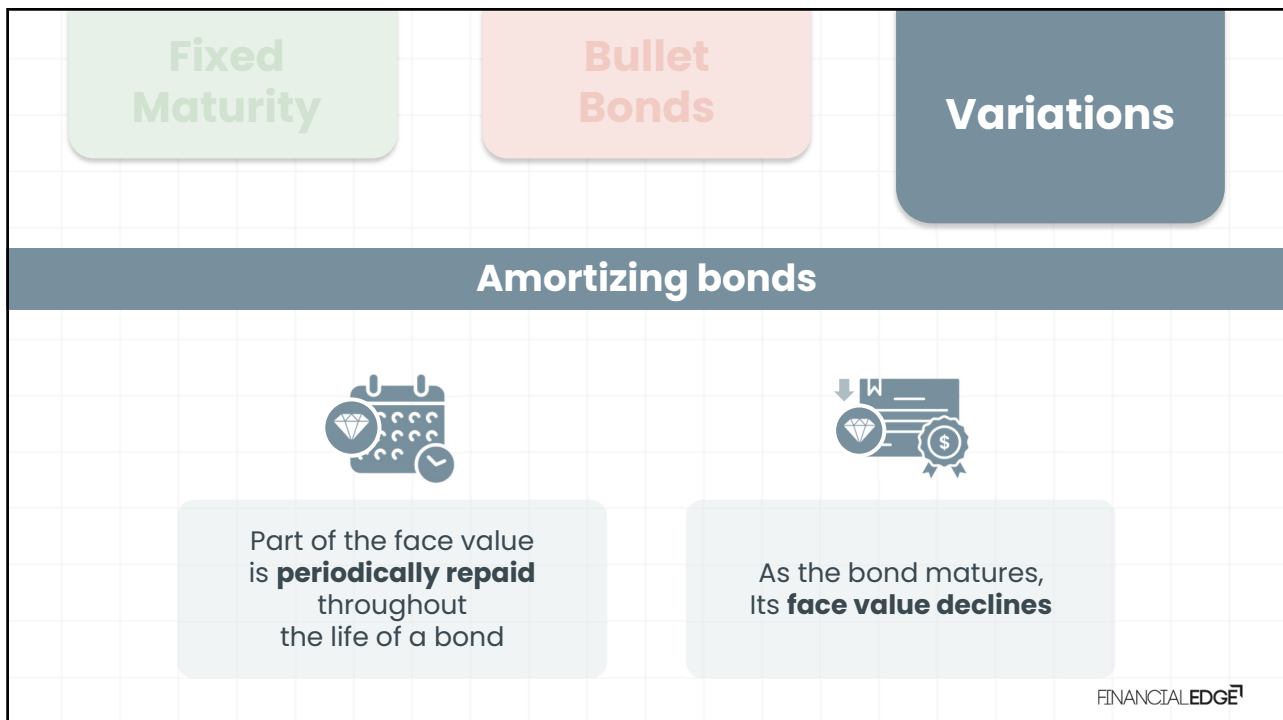 Fixed
Maturity
Bullet
Bonds
Variations
Amortizing bonds
Part of the face value
is periodically repaid
throughout
the life of a bond
$
As the bond matures,
Its face value declines
FINANCIALEDGE